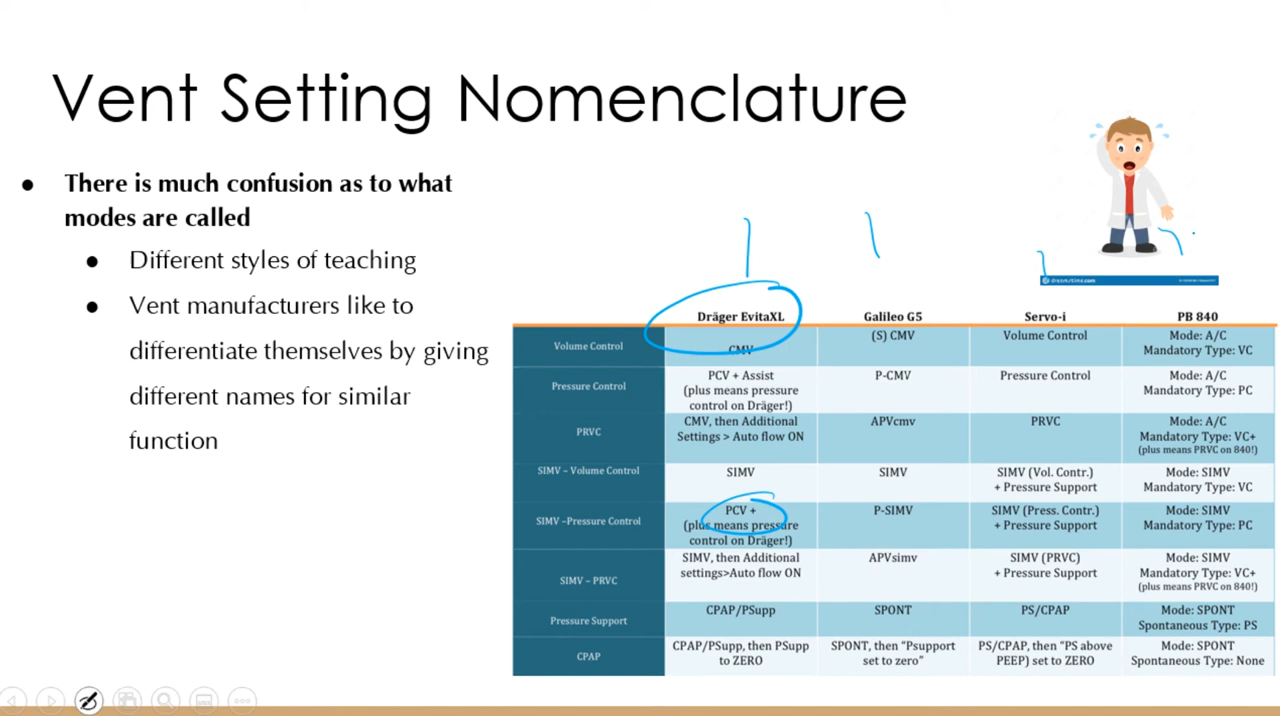 Vent Setting Nomenclature
● There is much confusion as to what
modes are called
● Different styles of teaching
● Vent manufacturers like to
differentiate themselves by giving
different names for similar
function
dreamstime.com
Dräger EvitaXL Galileo G5 Servo-i PB 840
Volume Control CMV (S) CMV Volume Control Mode: A/C
Mandatory Type: VC
Pressure Control PCV + Assist P-CMV Pressure Control Mode: A/C
(plus means pressure Mandatory Type: PC
control on Dräger!)
PRVC CMV, then Additional APVcmv PRVC Mode: A/C
Settings > Auto flow ON Mandatory Type: VC+
(plus means PRVC on 840!)
SIMV – Volume Control SIMV SIMV SIMV (Vol. Contr.) Mode: SIMV
+ Pressure Support Mandatory Type: VC
SIMV –Pressure Control PCV + P-SIMV SIMV (Press. Contr.) Mode: SIMV
(plus means pressure + Pressure Support Mandatory Type: PC
control on Dräger!)
SIMV – PRVC SIMV, then Additional APVsimv SIMV (PRVC) Mode: SIMV
settings>Auto flow ON + Pressure Support Mandatory Type: VC+
(plus means PRVC on 840!)
Pressure Support CPAP/PSupp SPONT PS/CPAP Mode: SPONT
Spontaneous Type: PS
CPAP CPAP/PSupp, then PSupp SPONT, then “Psupport PS/CPAP, then “PS above Mode: SPONT
to ZERO set to zero” PEEP) set to ZERO Spontaneous Type: None